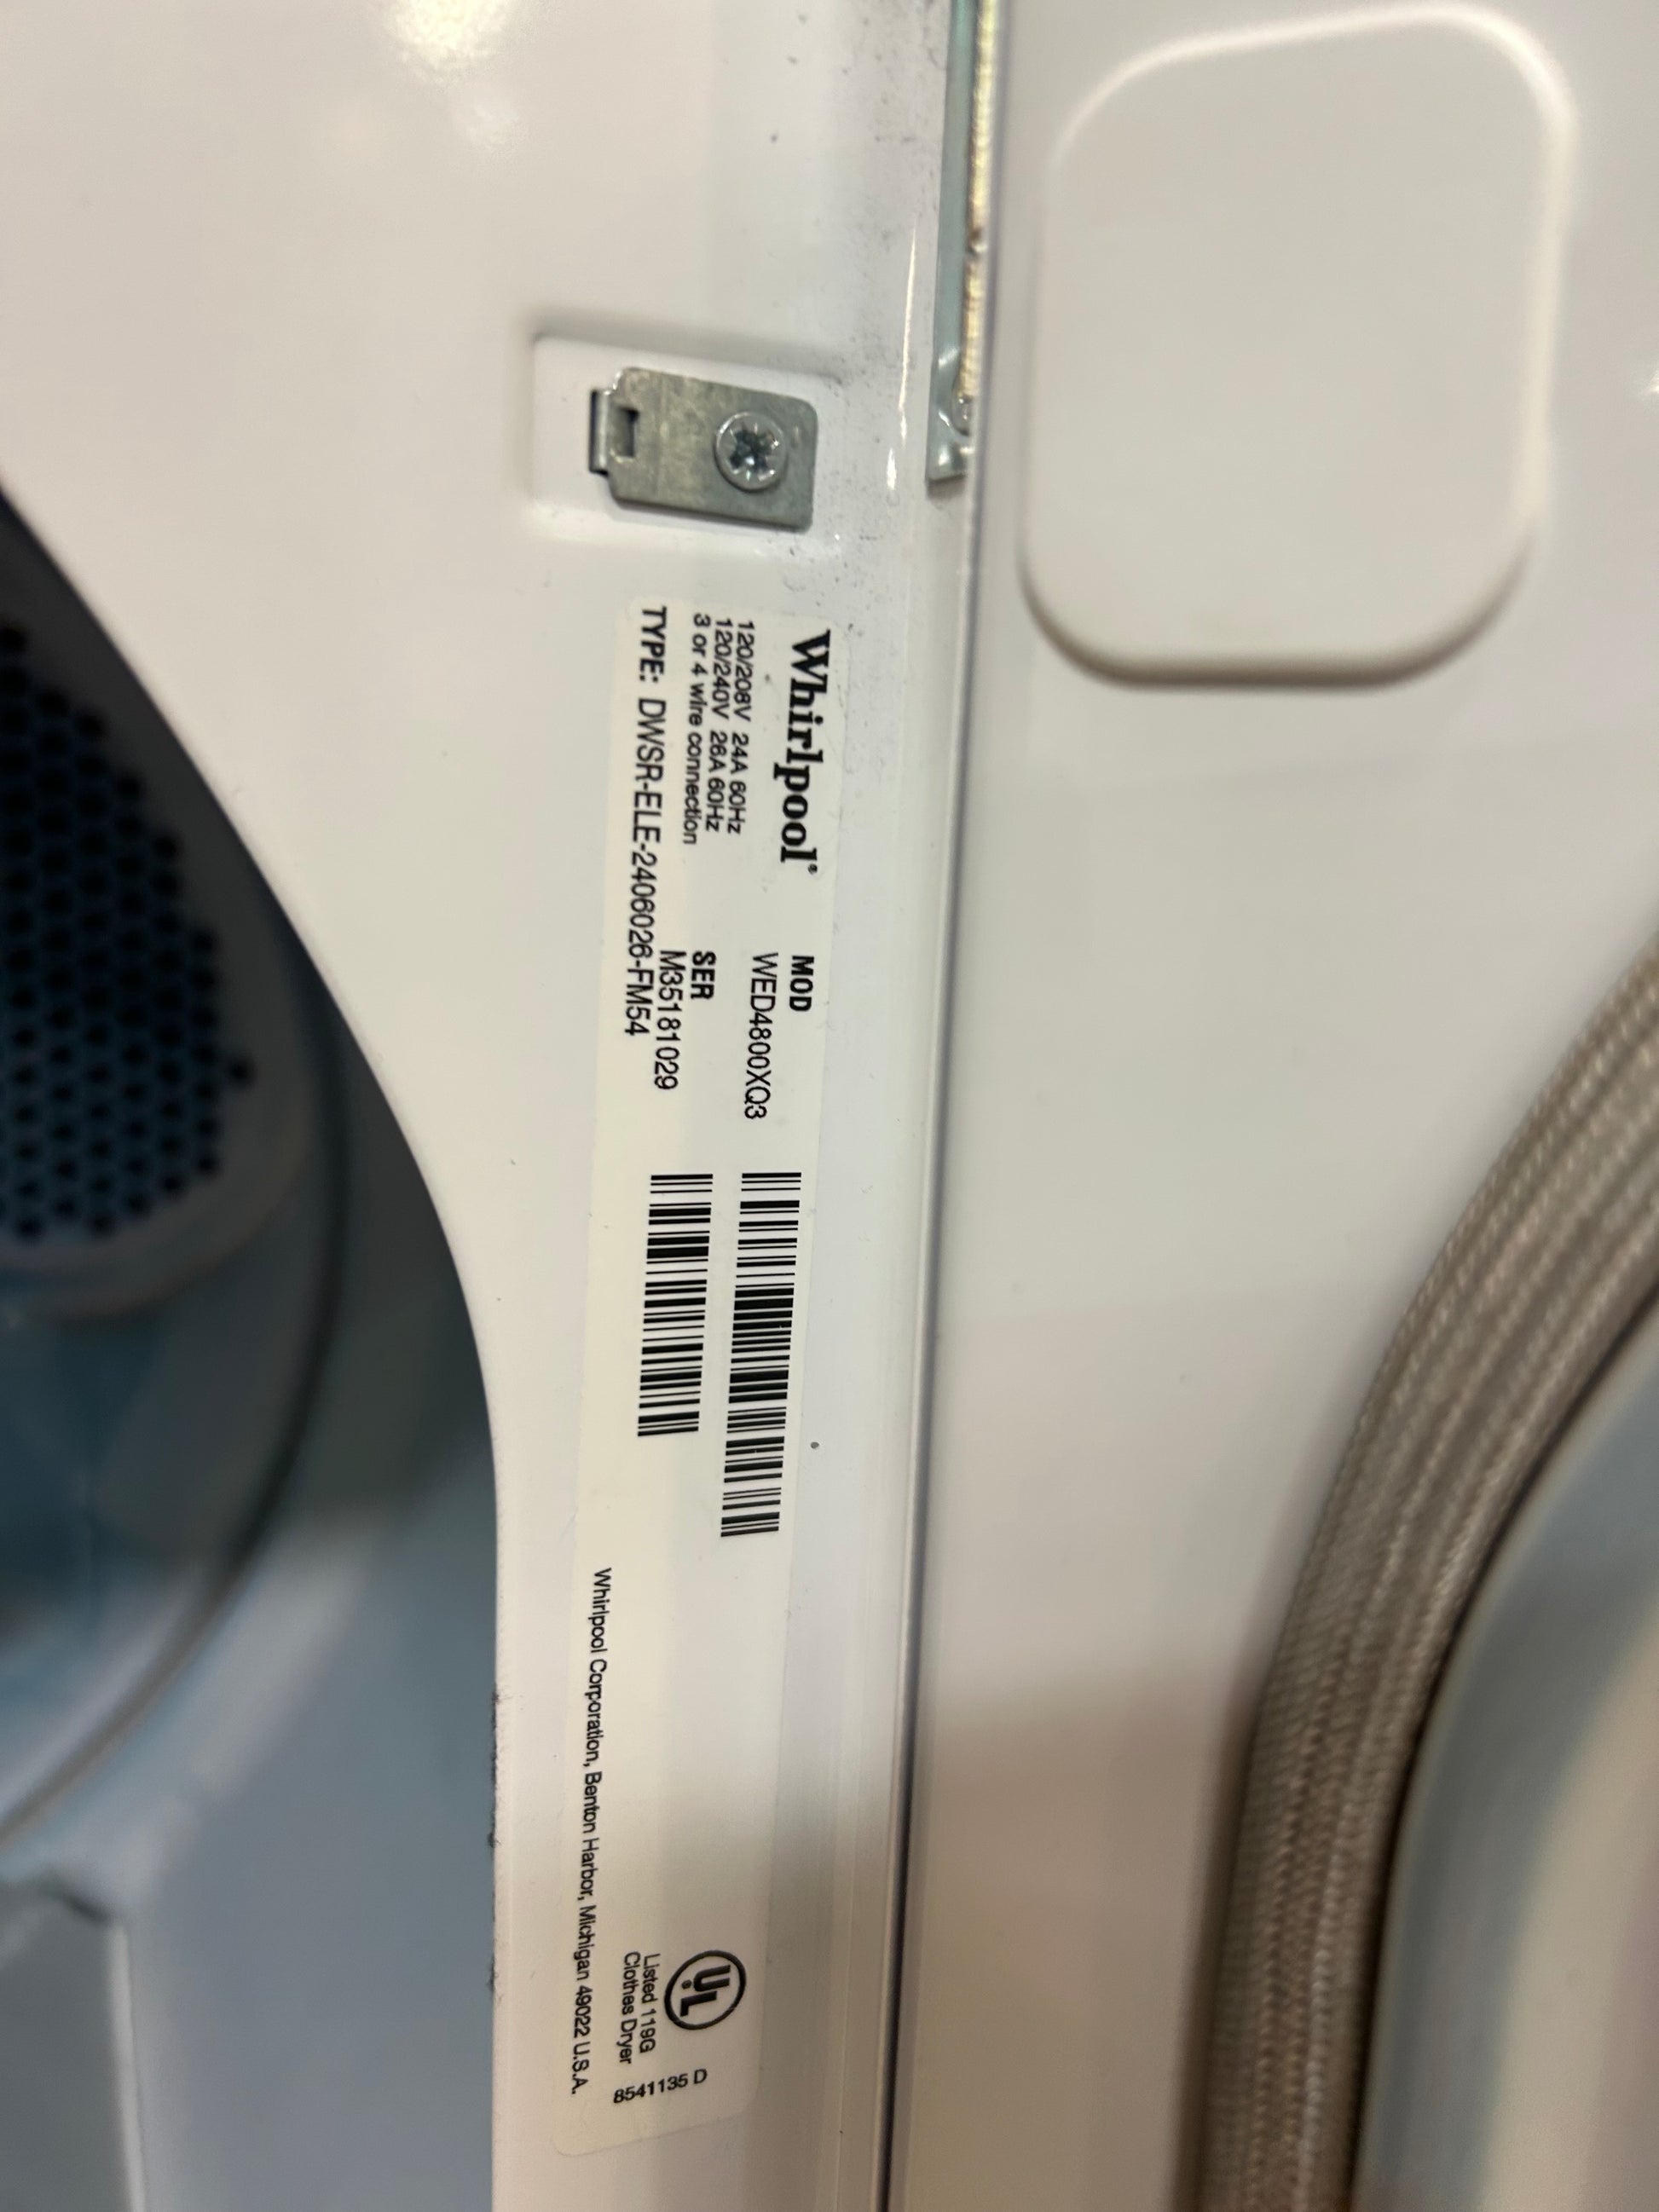 Whirlpool®
120/208V 24A 60Hz
120/240V 26A 60Hz
3 or 4 wire connection
TYPE: DWSR-ELE-2406026-FM54
MOD
WED4800XQ3
SER
M35181029
UL
Listed 119G
Clothes Dryer
8541135 D
Whirlpool Corporation, Benton Harbor, Michigan 49022 U.S.A.